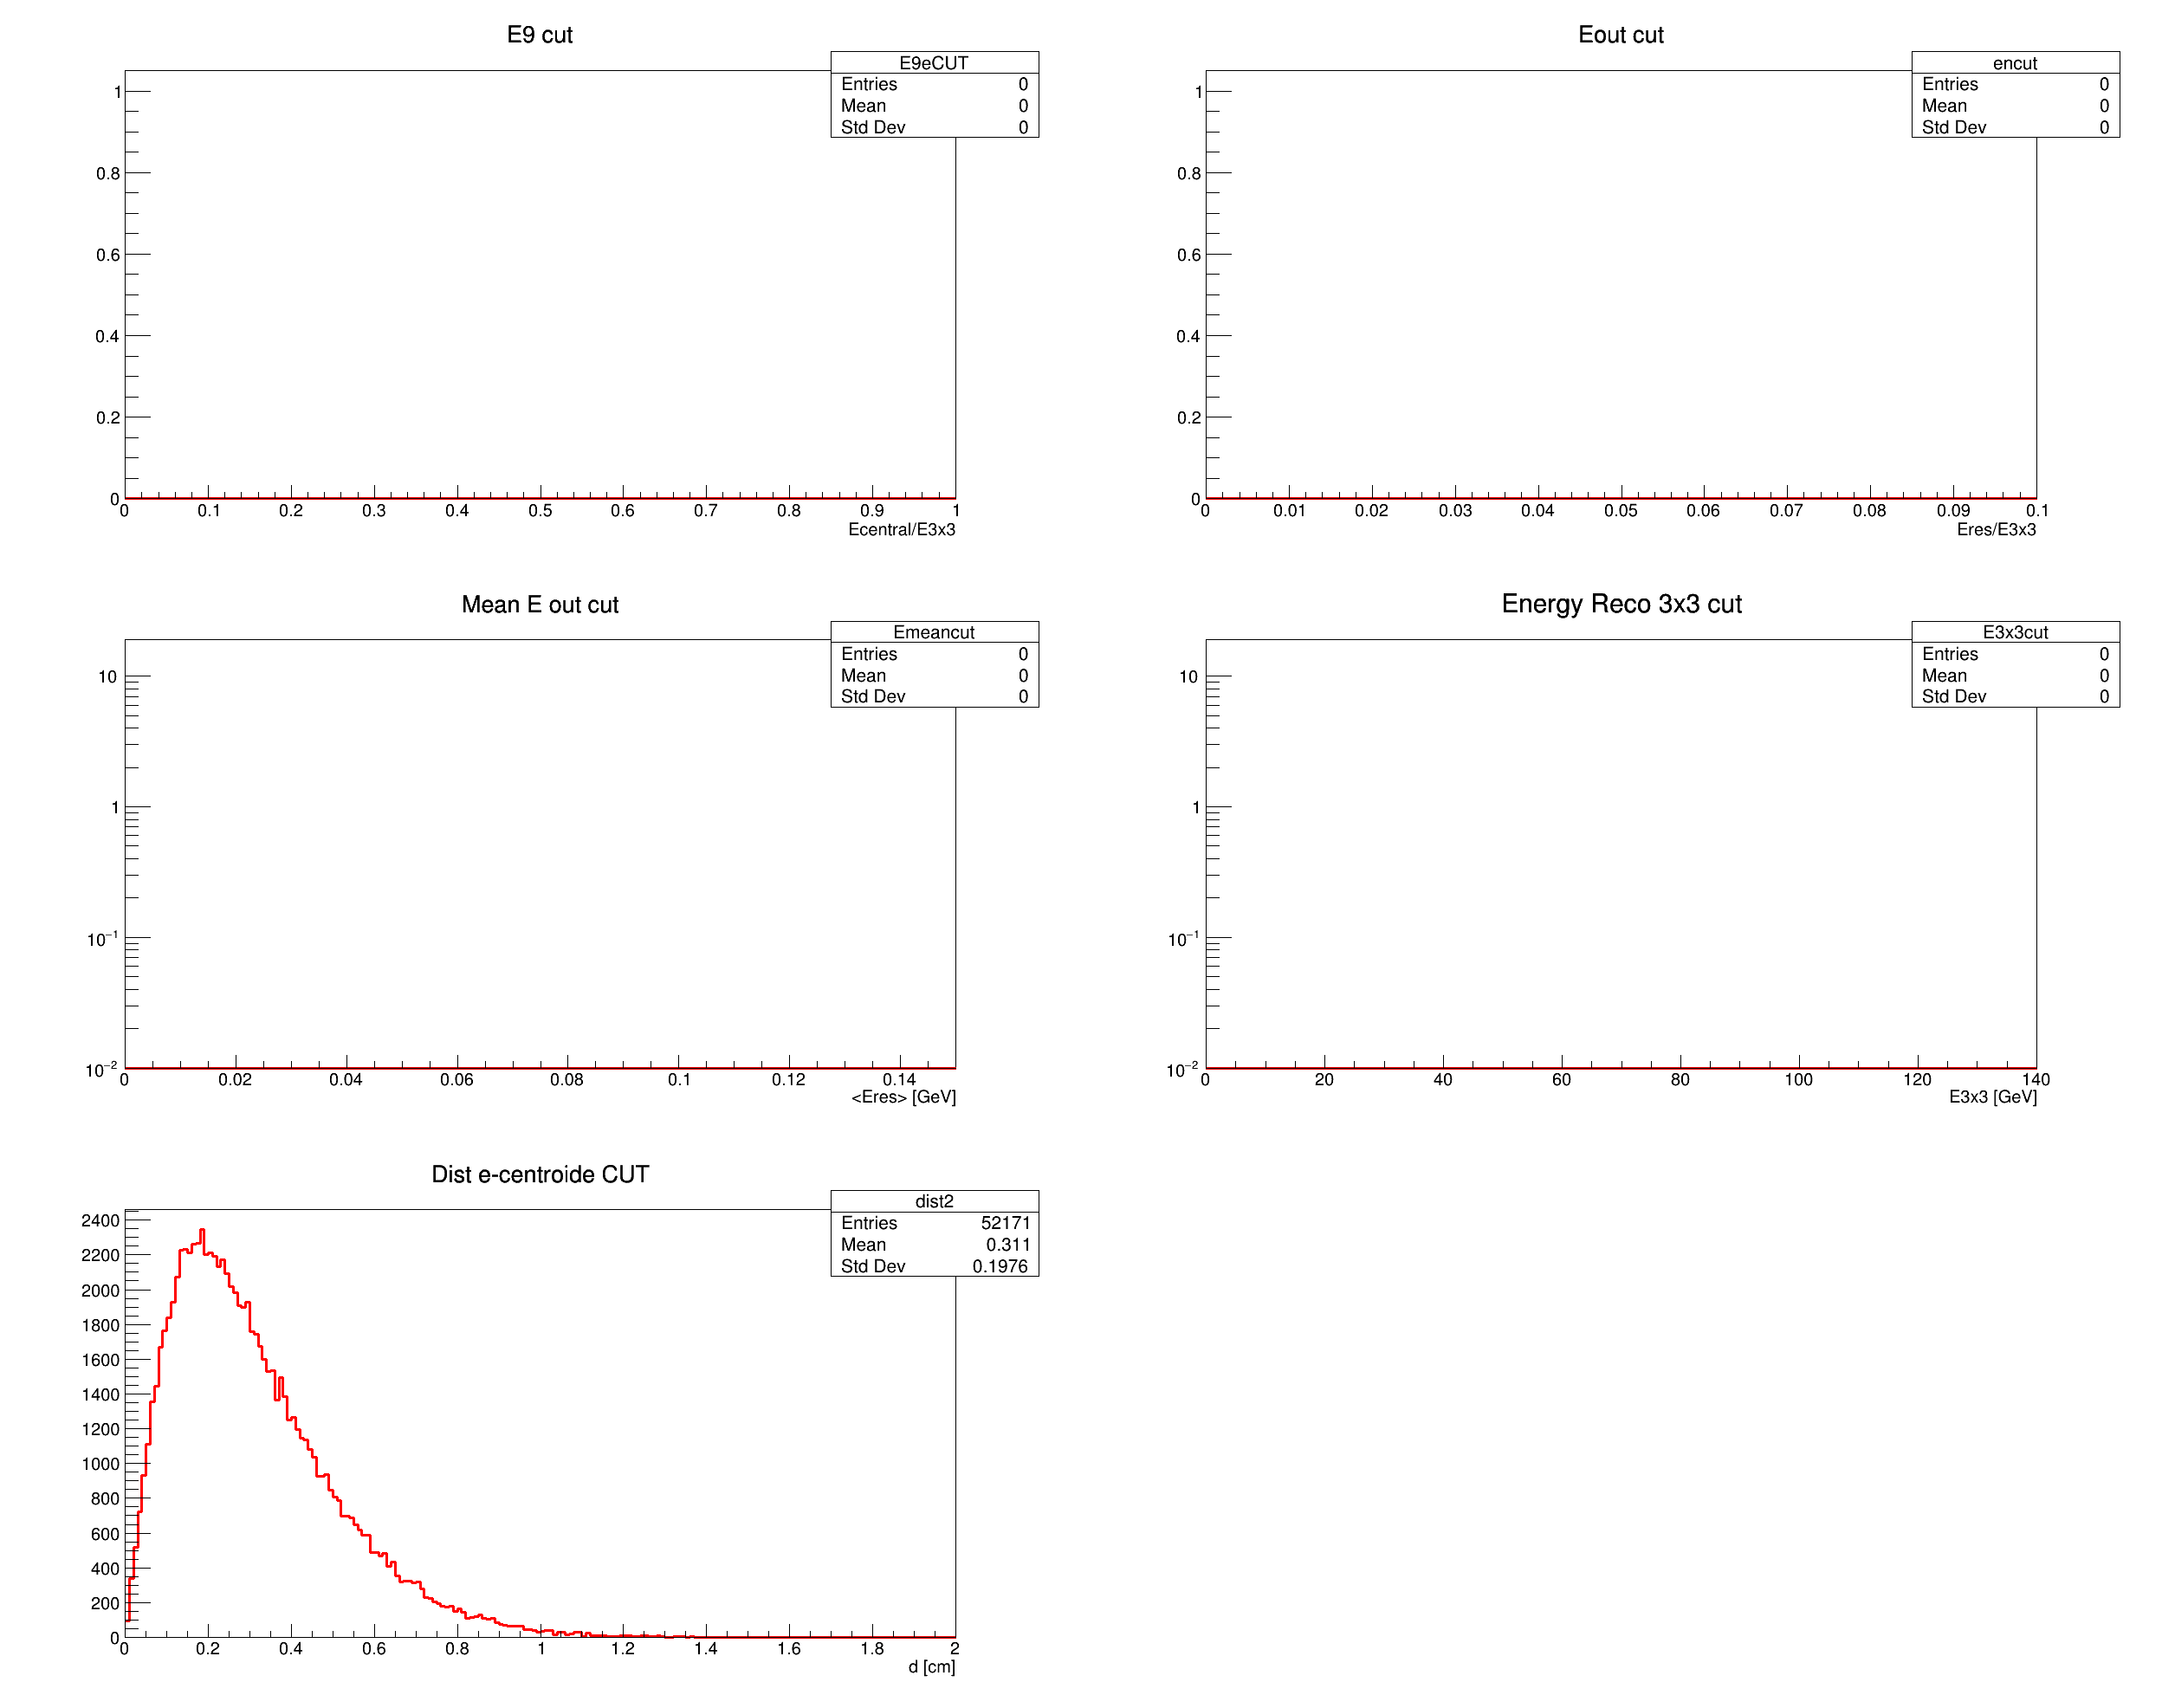 E9 cut
E9eCUT
Entries 0
Mean 0
Std Dev 0
1
0.8
0.6
0.4
0.2
0
0 0.1 0.2 0.3 0.4 0.5 0.6 0.7 0.8 0.9 1
Ecentral/E3x3
Eout cut
encut
Entries 0
Mean 0
Std Dev 0
1
0.8
0.6
0.4
0.2
0
0 0.01 0.02 0.03 0.04 0.05 0.06 0.07 0.08 0.09 0.1
Eres/E3x3
Mean E out cut
Emeancut
Entries 0
Mean 0
Std Dev 0
10
1
10⁻¹
10⁻²
0 0.02 0.04 0.06 0.08 0.1 0.12 0.14
<Eres> [GeV]
Energy Reco 3x3 cut
E3x3cut
Entries 0
Mean 0
Std Dev 0
10
1
10⁻¹
10⁻²
0 20 40 60 80 100 120 140
E3x3 [GeV]
Dist e-centroide CUT
dist2
Entries 52171
Mean 0.311
Std Dev 0.1976
2400
2200
2000
1800
1600
1400
1200
1000
800
600
400
200
0
0 0.2 0.4 0.6 0.8 1 1.2 1.4 1.6 1.8 2
d [cm]